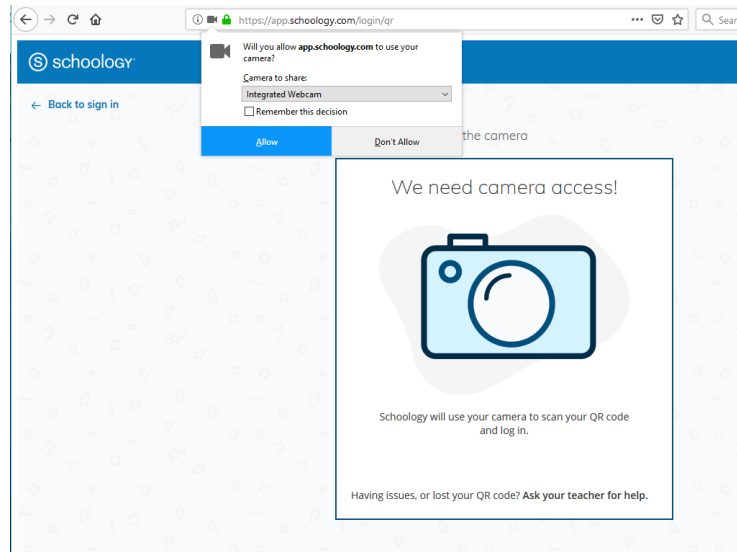 https://app.schoology.com/login/qr
Sear
Will you allow app.schoology.com to use your
camera?
Camera to share:
Integrated Webcam
Remember this decision
Allow Don't Allow
schoology
← Back to sign in
the camera
We need camera access!
Schoology will use your camera to scan your QR code
and log in.
Having issues, or lost your QR code? Ask your teacher for help.